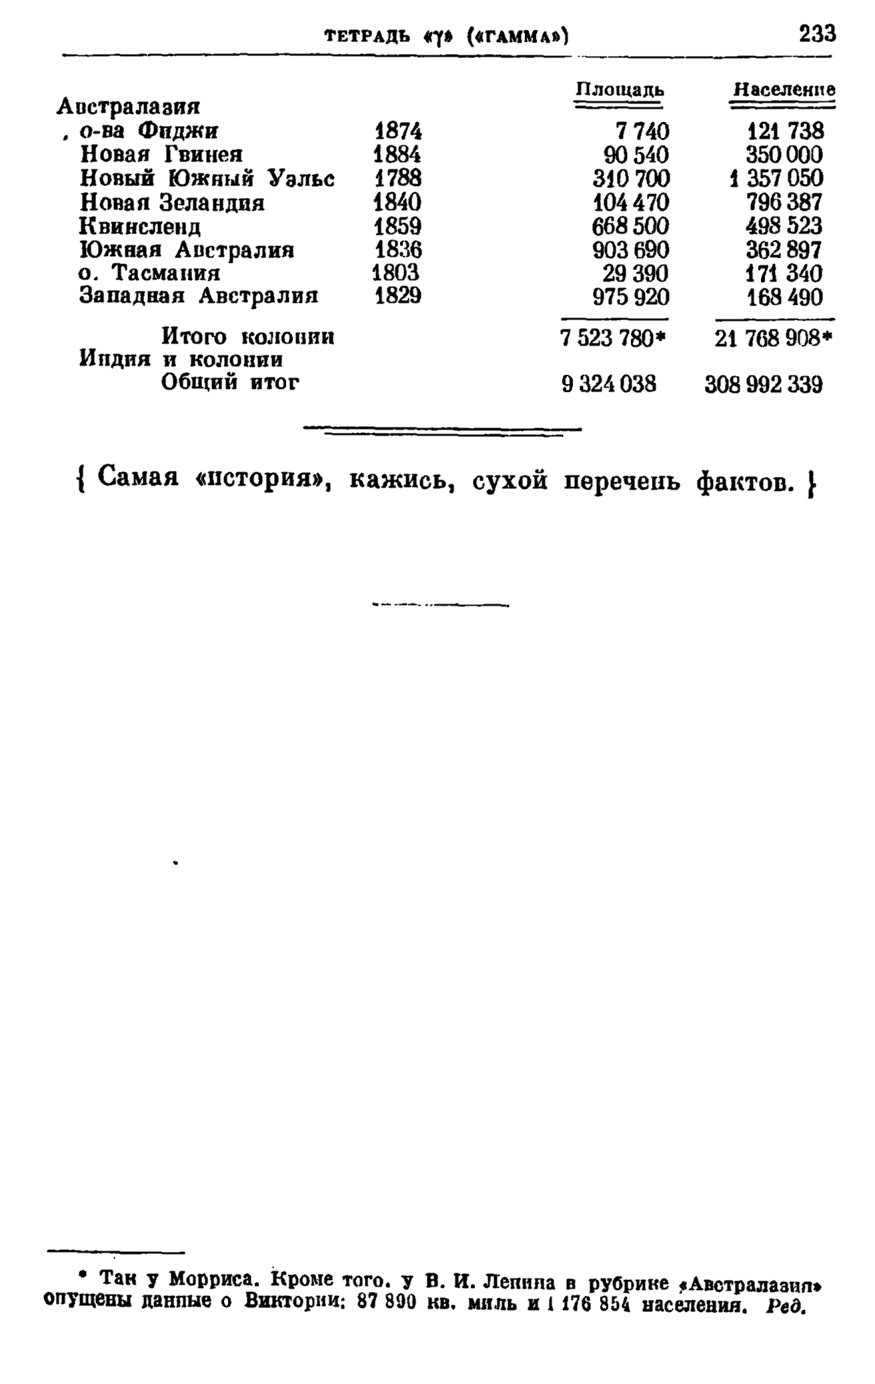 ТЕТРАДЬ «γ» («ГАММА») 233
Площадь Население
Австралазия
о-ва Фиджи 1874 7 740 121 738
Новая Гвинея 1884 90 540 350 000
Новый Южный Уэльс 1788 310 700 1 357 050
Новая Зеландия 1840 104 470 796 387
Квинсленд 1859 668 500 498 523
Южная Австралия 1836 903 690 362 897
о. Тасмания 1803 29 390 171 340
Западная Австралия 1829 975 920 168 490
Итого колонии 7 523 780* 21 768 908*
Индия и колонии
Общий итог 9 324 038 308 992 339
{ Самая «история», кажись, сухой перечень фактов. }
* Так у Морриса. Кроме того, у В. И. Ленина в рубрике «Австралазия»
опущены данные о Виктории: 87 890 кв. миль и 1 176 854 населения. Ред.